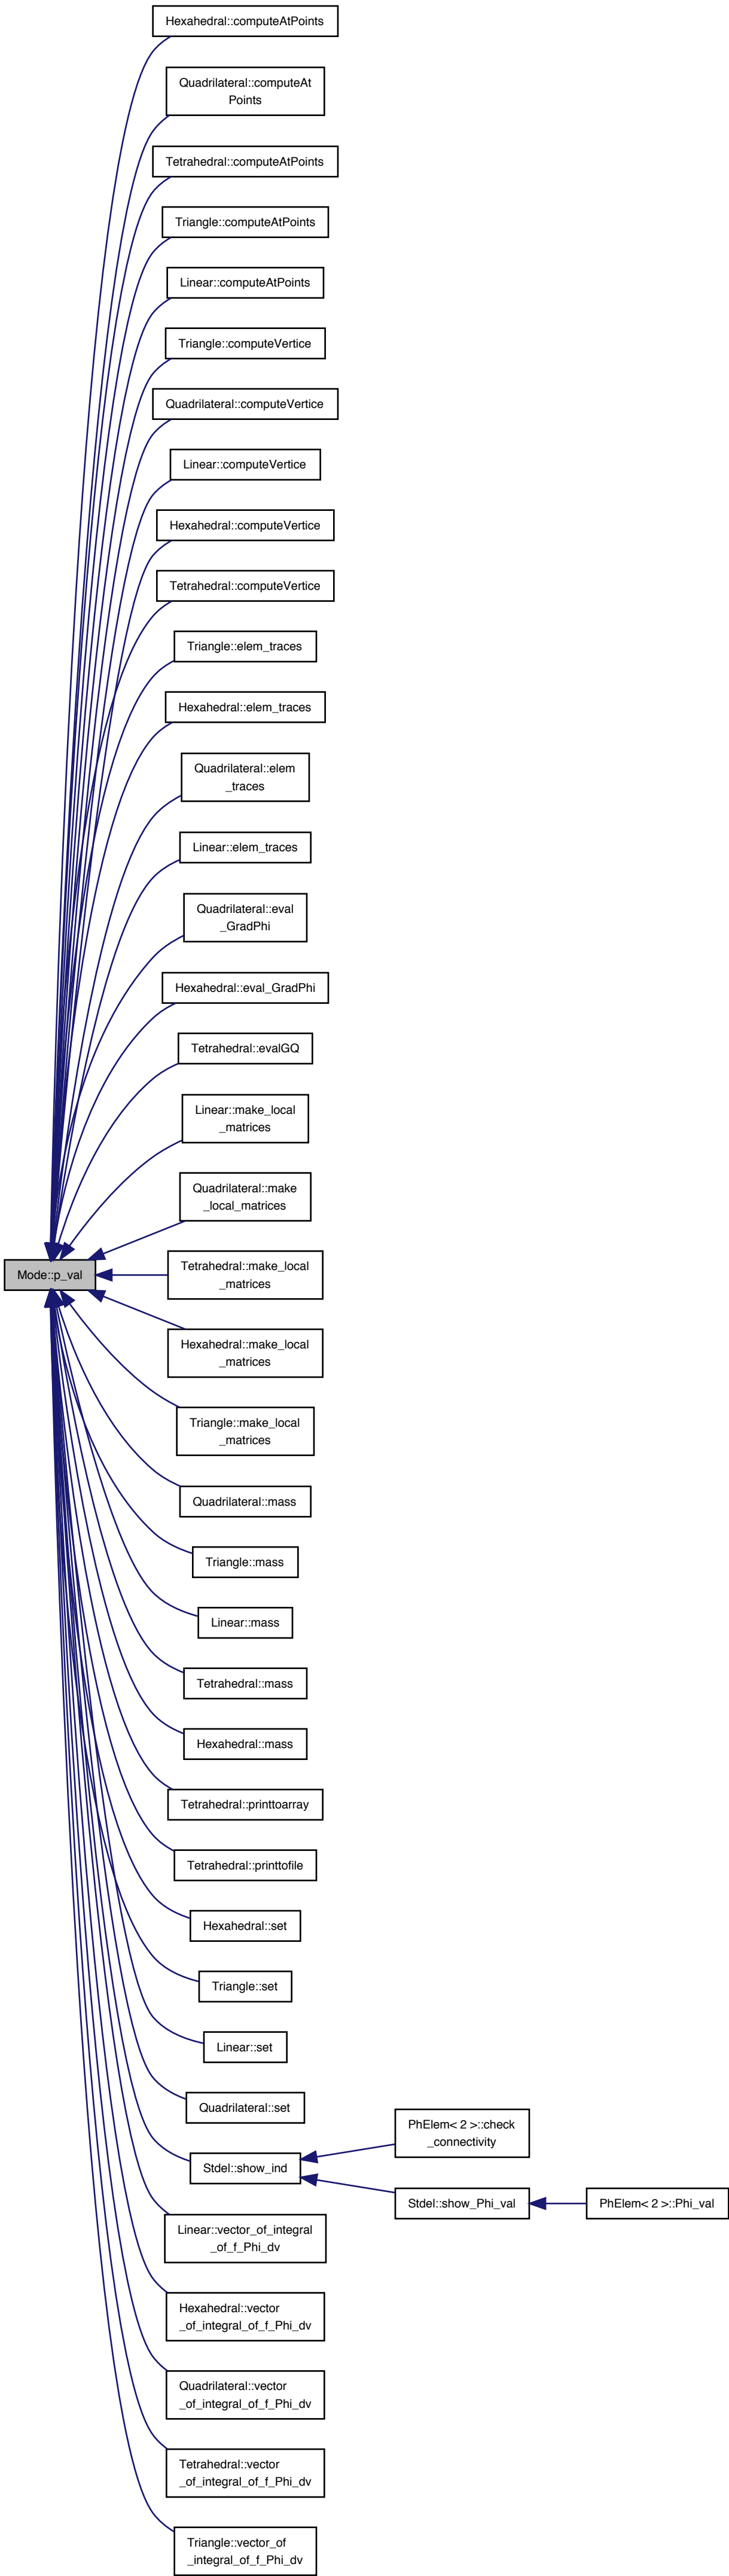 Hexahedral::computeAtPoints
Quadrilateral::computeAt
Points
Tetrahedral::computeAtPoints
Triangle::computeAtPoints
Linear::computeAtPoints
Triangle::computeVertice
Quadrilateral::computeVertice
Linear::computeVertice
Hexahedral::computeVertice
Tetrahedral::computeVertice
Triangle::elem_traces
Hexahedral::elem_traces
Quadrilateral::elem
_traces
Linear::elem_traces
Quadrilateral::eval
_GradPhi
Hexahedral::eval_GradPhi
Tetrahedral::evalGQ
Linear::make_local
_matrices
Quadrilateral::make
_local_matrices
Mode::p_val
Tetrahedral::make_local
_matrices
Hexahedral::make_local
_matrices
Triangle::make_local
_matrices
Quadrilateral::mass
Triangle::mass
Linear::mass
Tetrahedral::mass
Hexahedral::mass
Tetrahedral::printtoarray
Tetrahedral::printtofile
Hexahedral::set
Triangle::set
Linear::set
Quadrilateral::set
PhElem< 2 >::check
_connectivity
Stdel::show_ind
Stdel::show_Phi_val
PhElem< 2 >::Phi_val
Linear::vector_of_integral
_of_f_Phi_dv
Hexahedral::vector
_of_integral_of_f_Phi_dv
Quadrilateral::vector
_of_integral_of_f_Phi_dv
Tetrahedral::vector
_of_integral_of_f_Phi_dv
Triangle::vector_of
_integral_of_f_Phi_dv